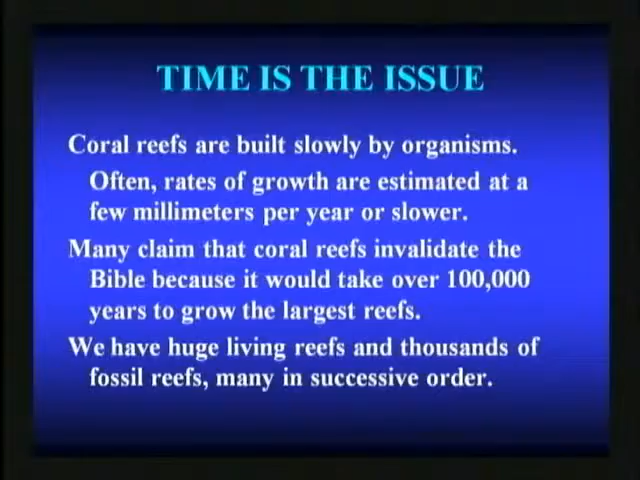 TIME IS THE ISSUE
Coral reefs are built slowly by organisms.
Often, rates of growth are estimated at a
few millimeters per year or slower.
Many claim that coral reefs invalidate the
Bible because it would take over 100,000
years to grow the largest reefs.
We have huge living reefs and thousands of
fossil reefs, many in successive order.